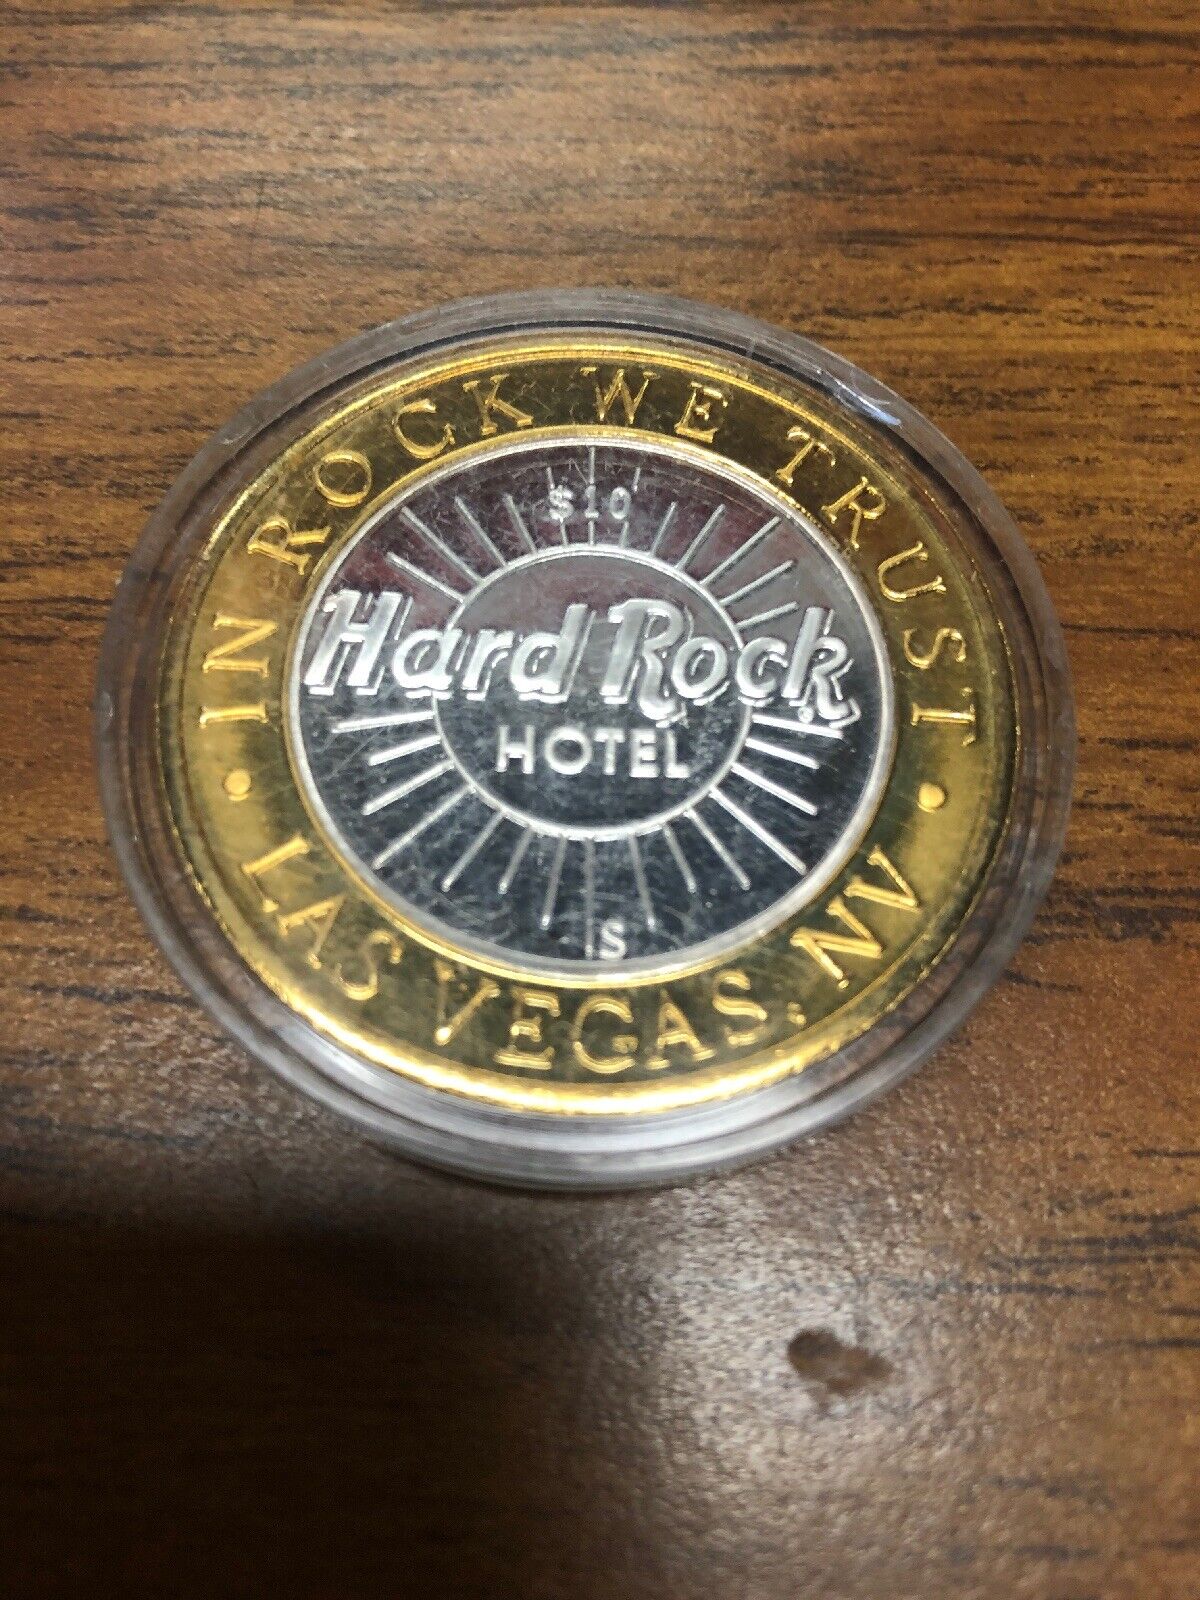 IN ROCK WE TRUST
$10
Hard Rock
HOTEL
S
• LAS VEGAS, NV •